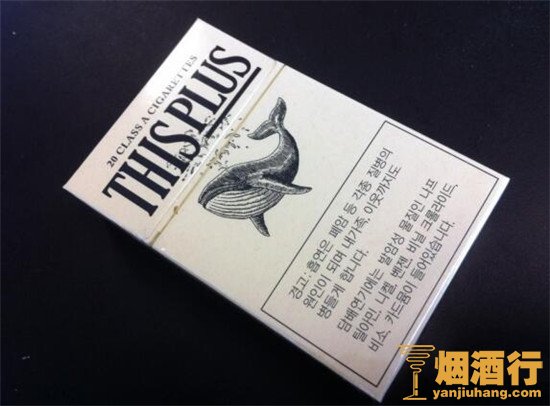 20 CLASS A CIGARETTES
THIS PLUS
경고: 흡연은 폐암 등 각종 질병의
원인이 되며 내가족, 이웃까지도
병들게 합니다.
담배연기에는 발암성 물질인 나프
틸아민, 니켈, 벤젠, 비닐 크롤라이드,
비소, 카드뮴이 들어있습니다.
烟酒行
yanjiuhang.com